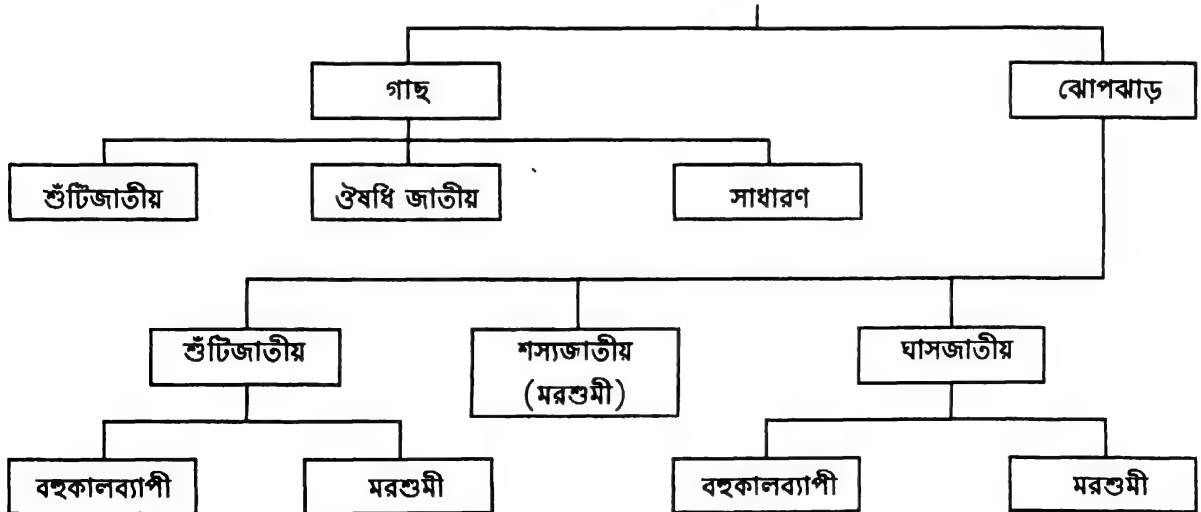 গাছ
ঝোপঝাড়
শুঁটিজাতীয়
ঔষধি জাতীয়
সাধারণ
শুঁটিজাতীয়
শস্যজাতীয়
(মরশুমী)
ঘাসজাতীয়
বহুকালব্যাপী
মরশুমী
বহুকালব্যাপী
মরশুমী